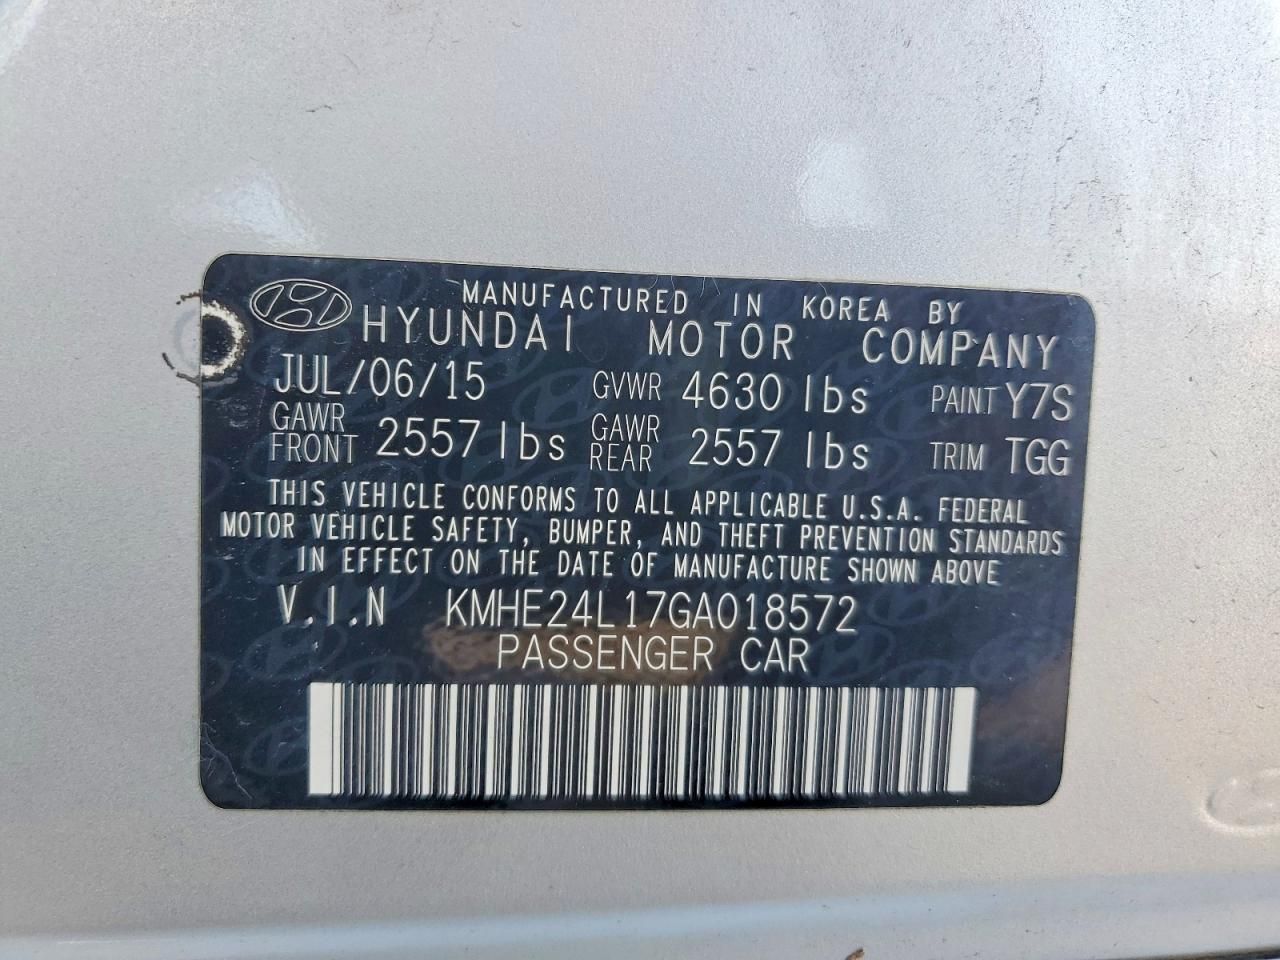 MANUFACTURED IN KOREA BY
HYUNDAI MOTOR COMPANY
JUL/06/15 GVWR 4630 lbs PAINT Y7S
GAWR FRONT 2557 lbs GAWR REAR 2557 lbs TRIM TGG
THIS VEHICLE CONFORMS TO ALL APPLICABLE U.S.A. FEDERAL
MOTOR VEHICLE SAFETY, BUMPER, AND THEFT PREVENTION STANDARDS
IN EFFECT ON THE DATE OF MANUFACTURE SHOWN ABOVE
V.I.N KMHE24L17GA018572
PASSENGER CAR